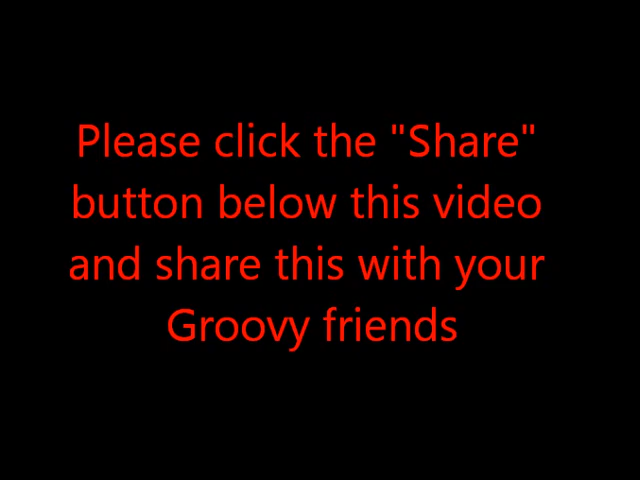 Please click the "Share"
button below this video
and share this with your
Groovy friends